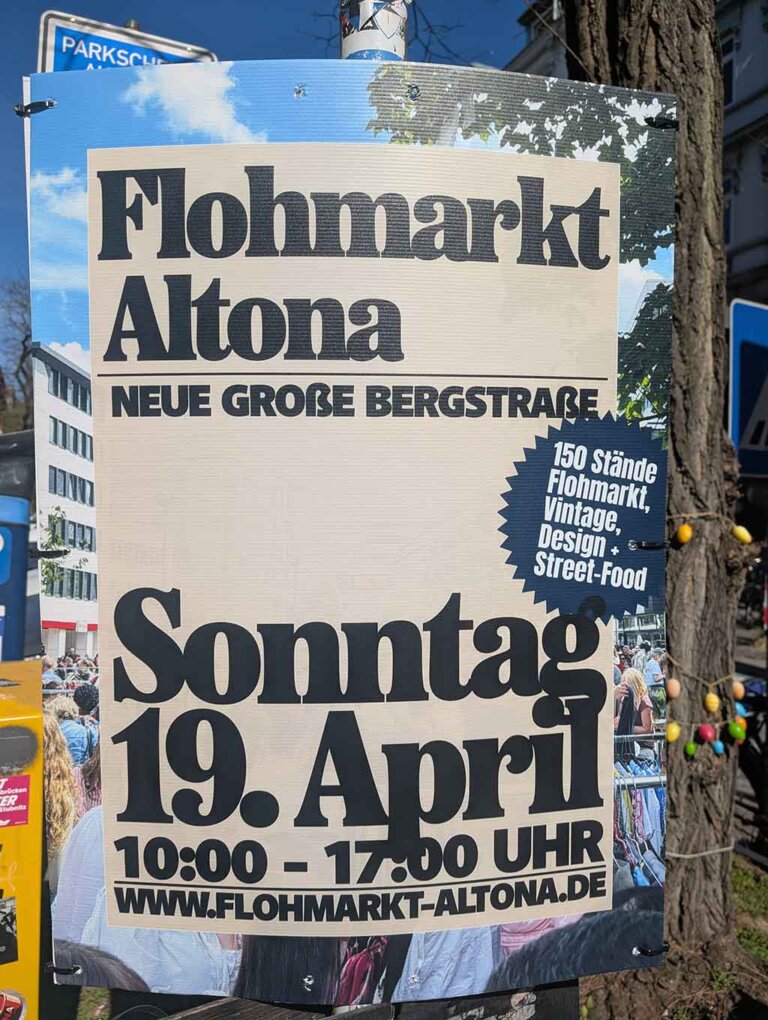 PARKSCHE
Flohmarkt
Altona
NEUE GROßE BERGSTRAßE
150 Stände
Flohmarkt,
Vintage,
Design +
Street-Food
Sonntag
19. April
10:00 - 17:00 UHR
WWW.FLOHMARKT-ALTONA.DE